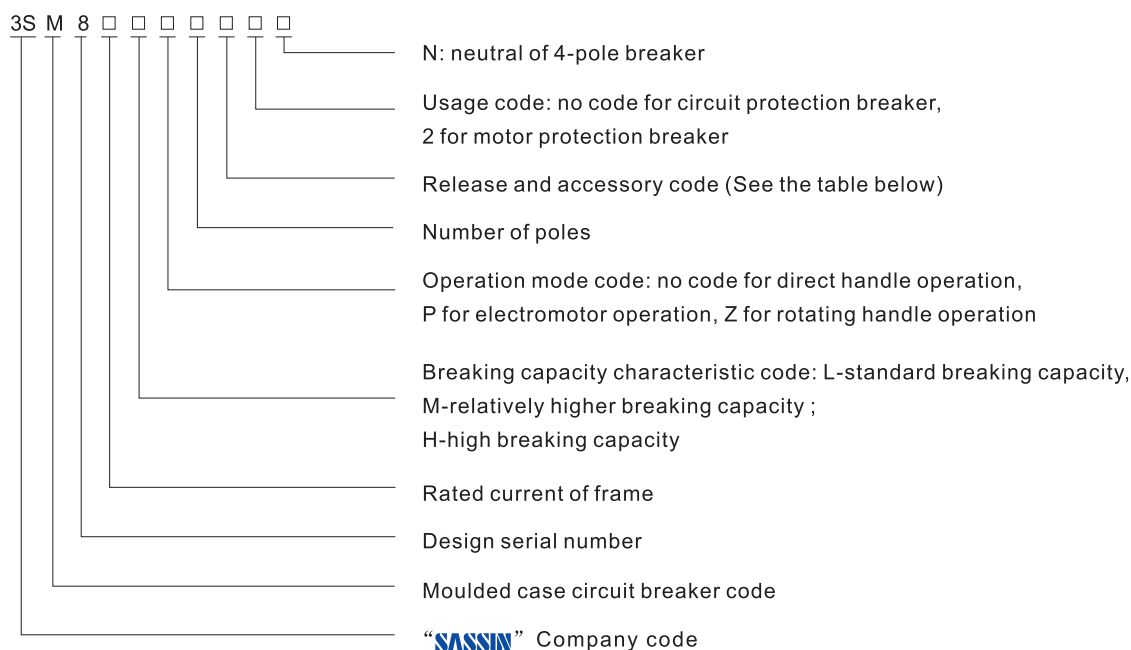 3S M 8 □ □ □ □ □ □ □
N: neutral of 4-pole breaker
Usage code: no code for circuit protection breaker,
2 for motor protection breaker
Release and accessory code (See the table below)
Number of poles
Operation mode code: no code for direct handle operation,
P for electromotor operation, Z for rotating handle operation
Breaking capacity characteristic code: L-standard breaking capacity,
M-relatively higher breaking capacity ;
H-high breaking capacity
Rated current of frame
Design serial number
Moulded case circuit breaker code
“SASSIN” Company code